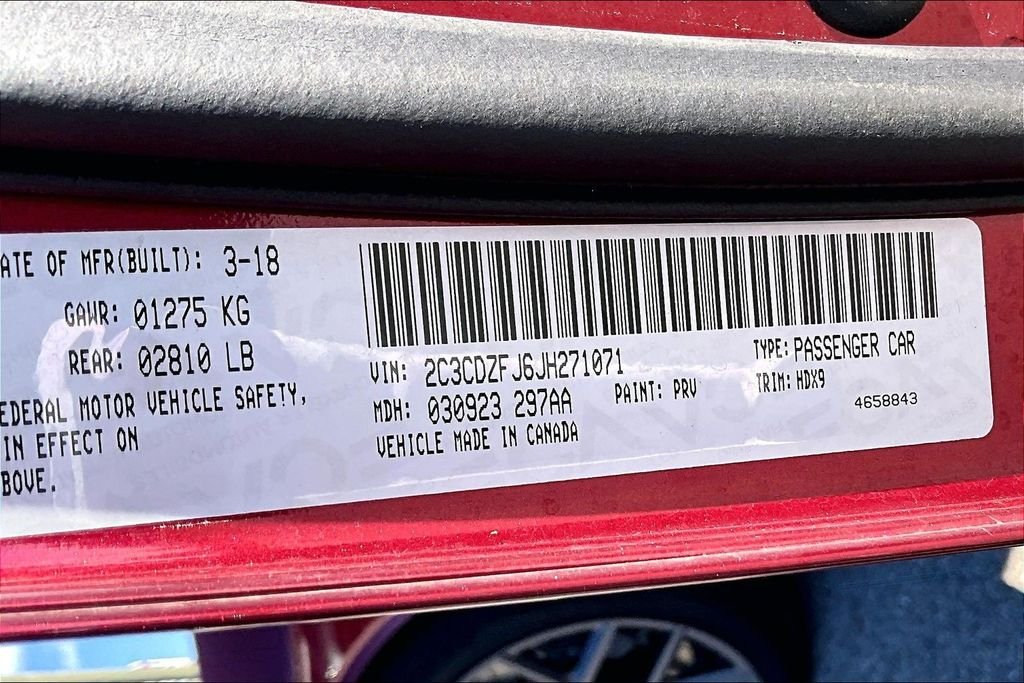 ATE OF MFR(BUILT): 3-18
GAWR: 01275 KG
REAR: 02810 LB
EDERAL MOTOR VEHICLE SAFETY,
IN EFFECT ON
BOVE.
VIN: 2C3CDZFJ6JH271071
TYPE: PASSENGER CAR
MDH: 030923 297AA
PAINT: PRV
TRIM: HDX9
VEHICLE MADE IN CANADA
4658843